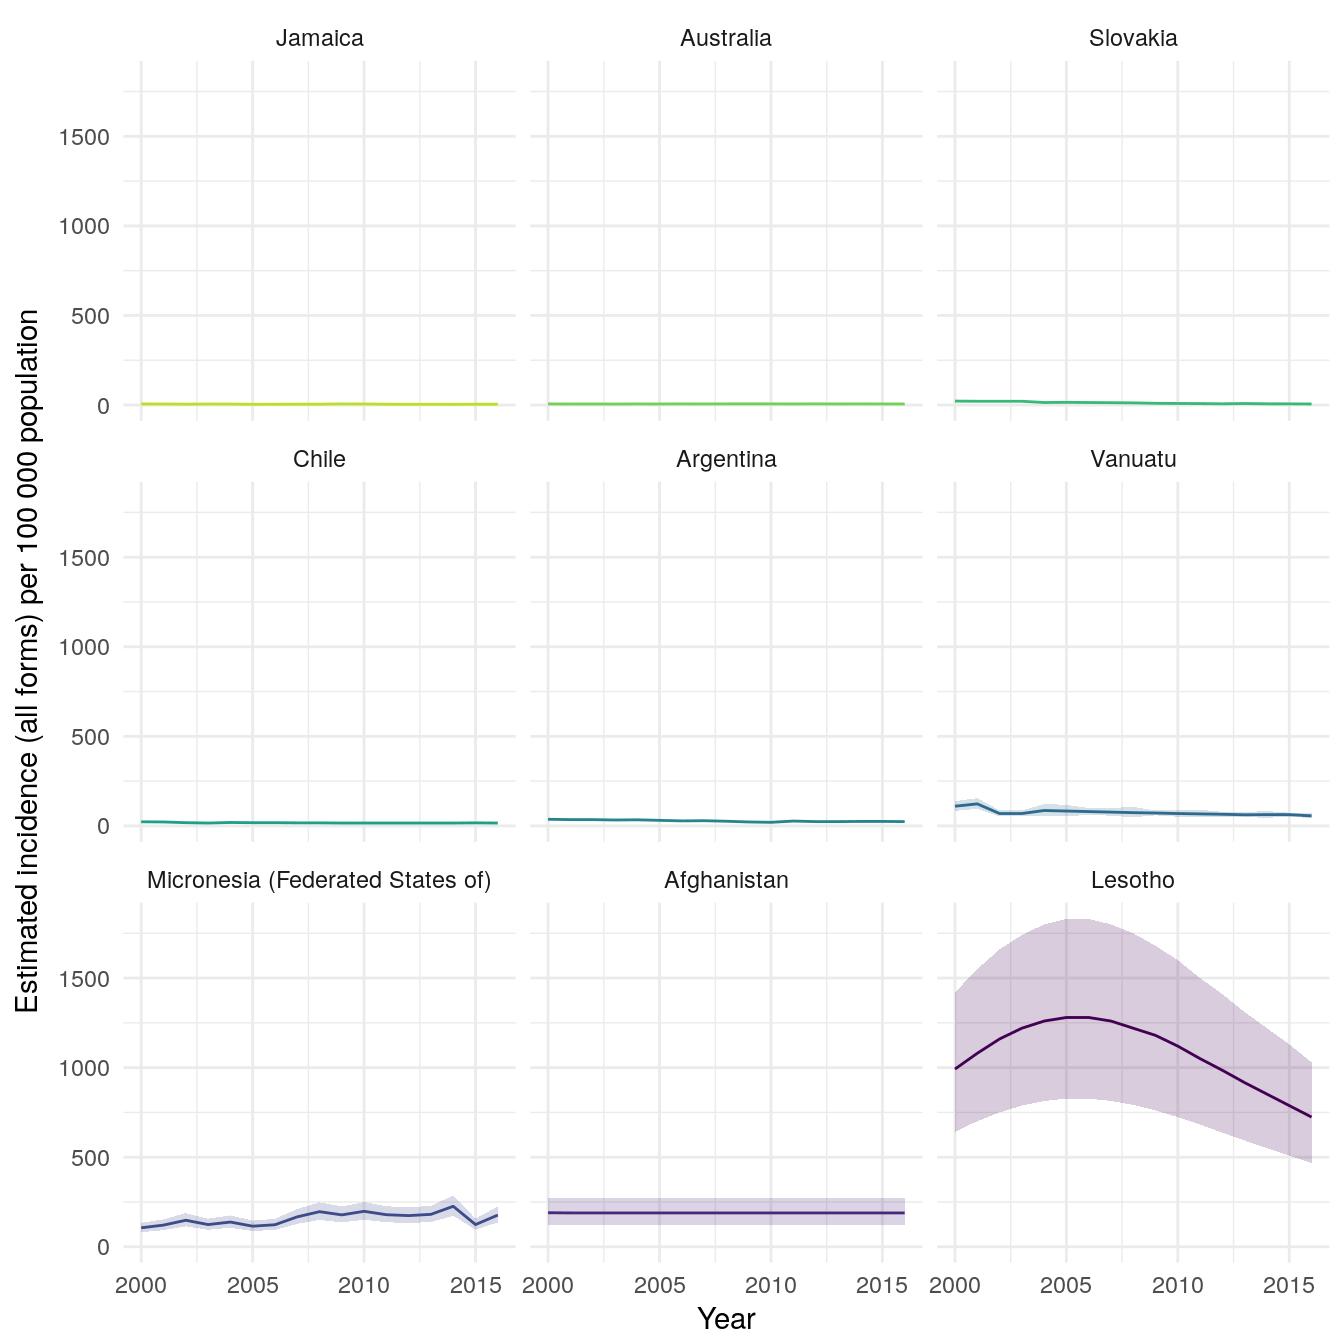 Jamaica
Australia
Slovakia
1500
1000
500
0
Chile
Argentina
Vanuatu
1500
1000
500
0
Micronesia (Federated States of)
Afghanistan
Lesotho
1500
1000
500
0
2000 2005 2010 2015
2000 2005 2010 2015
2000 2005 2010 2015
Year
Estimated incidence (all forms) per 100 000 population